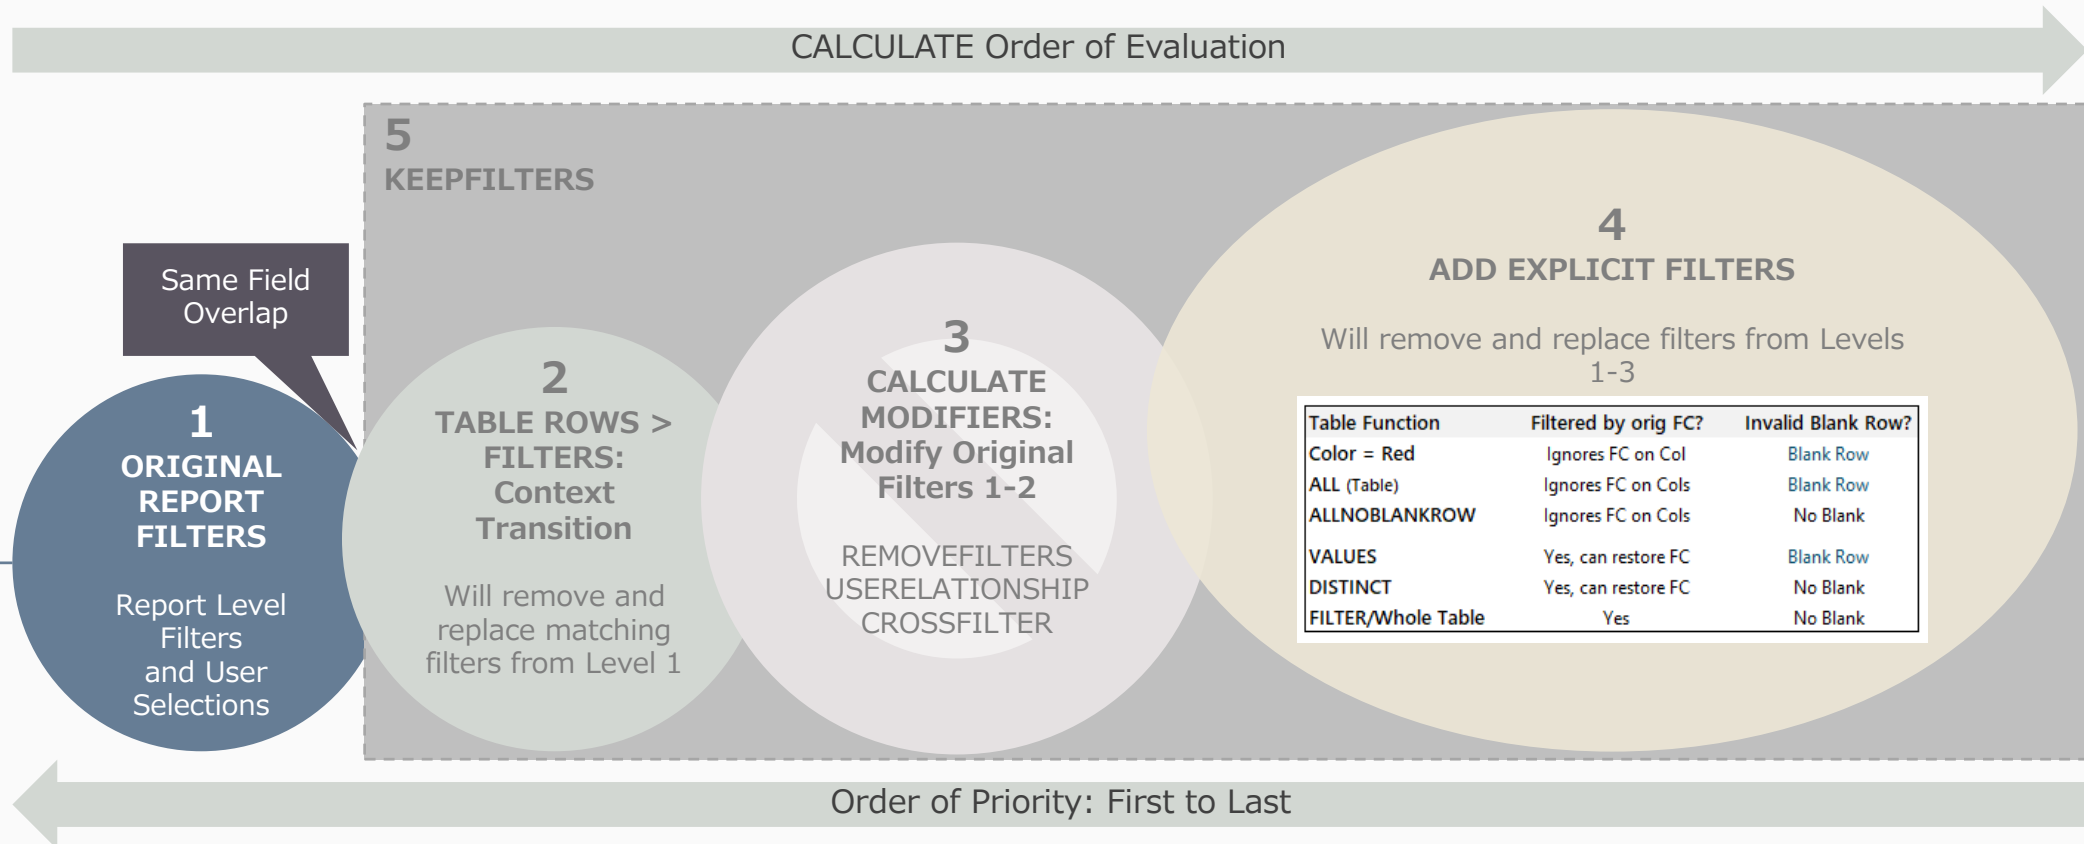 CALCULATE Order of Evaluation
5
KEEPFILTERS
Same Field
Overlap
1
ORIGINAL
REPORT
FILTERS
Report Level
Filters
and User
Selections
2
TABLE ROWS >
FILTERS:
Context
Transition
Will remove and
replace matching
filters from Level 1
3
CALCULATE
MODIFIERS:
Modify Original
Filters 1-2
REMOVEFILTERS
USERELATIONSHIP
CROSSFILTER
4
ADD EXPLICIT FILTERS
Will remove and replace filters from Levels
1-3
Table Function Filtered by orig FC? Invalid Blank Row?
Color = Red Ignores FC on Col Blank Row
ALL (Table) Ignores FC on Cols Blank Row
ALLNOBLANKROW Ignores FC on Cols No Blank
VALUES Yes, can restore FC Blank Row
DISTINCT Yes, can restore FC No Blank
FILTER/Whole Table Yes No Blank
Order of Priority: First to Last